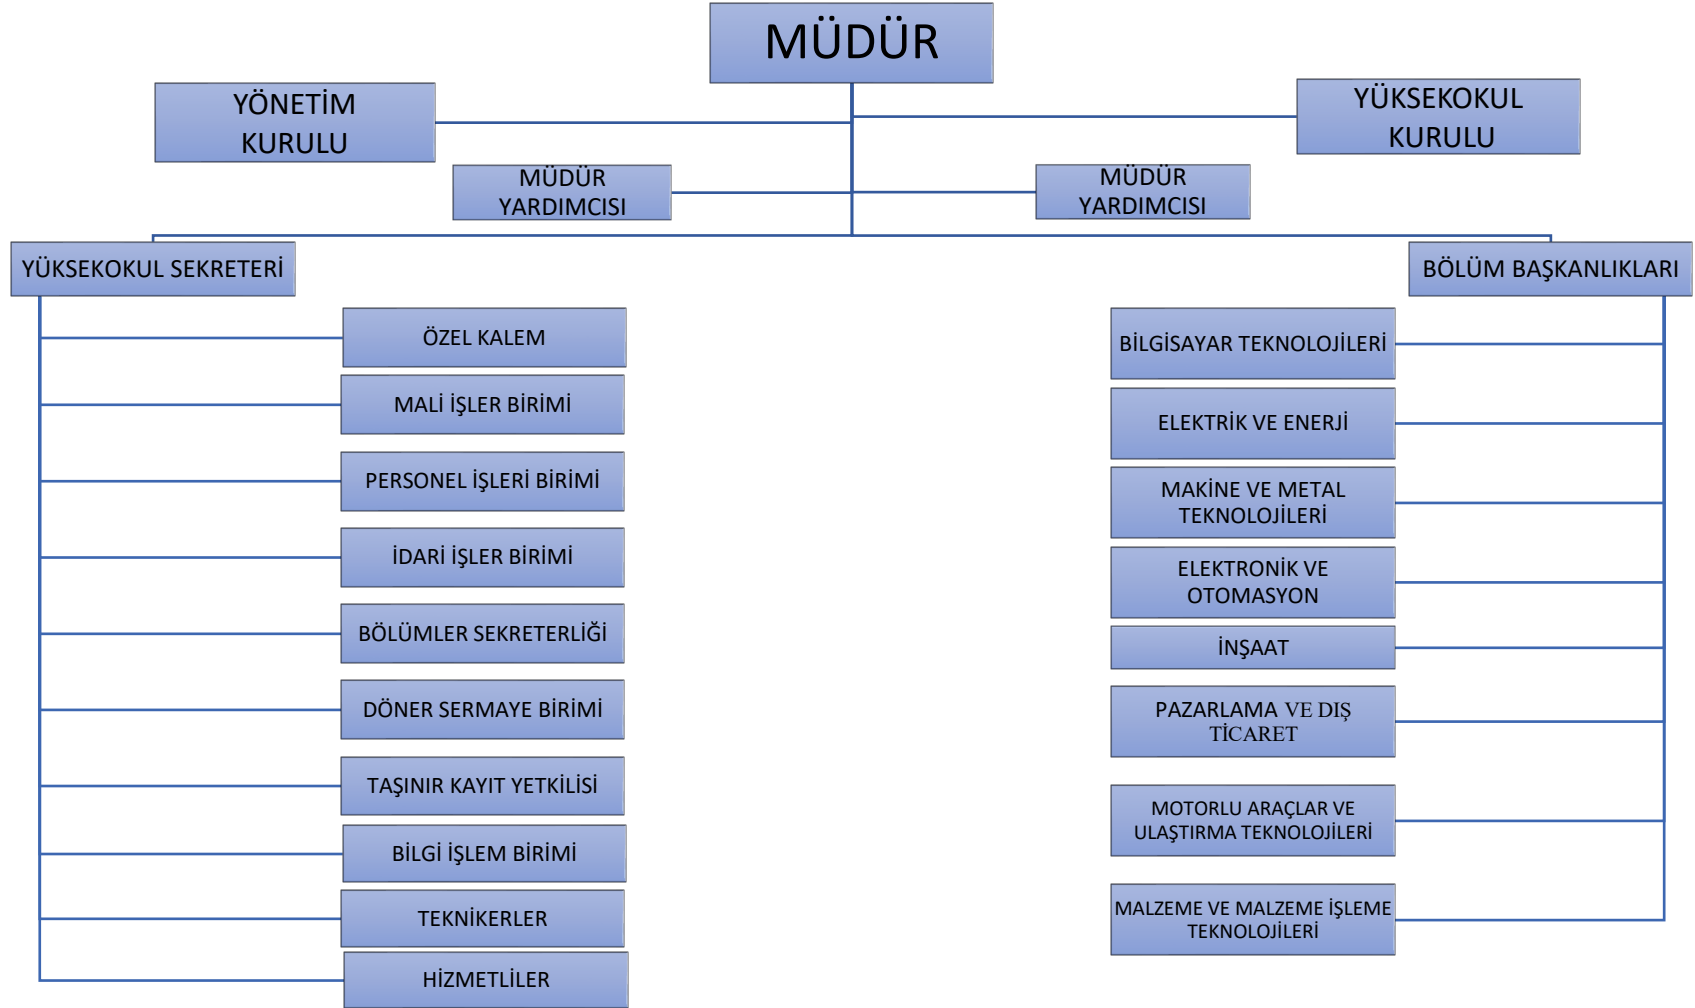 MÜDÜR
YÖNETİM
KURULU
YÜKSEKOKUL
KURULU
MÜDÜR
YARDIMCISI
MÜDÜR
YARDIMCISI
YÜKSEKOKUL SEKRETERİ
BÖLÜM BAŞKANLIKLARI
ÖZEL KALEM
MALİ İŞLER BİRİMİ
PERSONEL İŞLERİ BİRİMİ
İDARİ İŞLER BİRİMİ
BÖLÜMLER SEKRETERLİĞİ
DÖNER SERMAYE BİRİMİ
TAŞINIR KAYIT YETKİLİSİ
BİLGİ İŞLEM BİRİMİ
TEKNİKERLER
HİZMETLİLER
BİLGİSAYAR TEKNOLOJİLERİ
ELEKTRİK VE ENERJİ
MAKİNE VE METAL
TEKNOLOJİLERİ
ELEKTRONİK VE
OTOMASYON
İNŞAAT
PAZARLAMA VE DIŞ
TİCARET
MOTORLU ARAÇLAR VE
ULAŞTIRMA TEKNOLOJİLERİ
MALZEME VE MALZEME İŞLEME
TEKNOLOJİLERİ